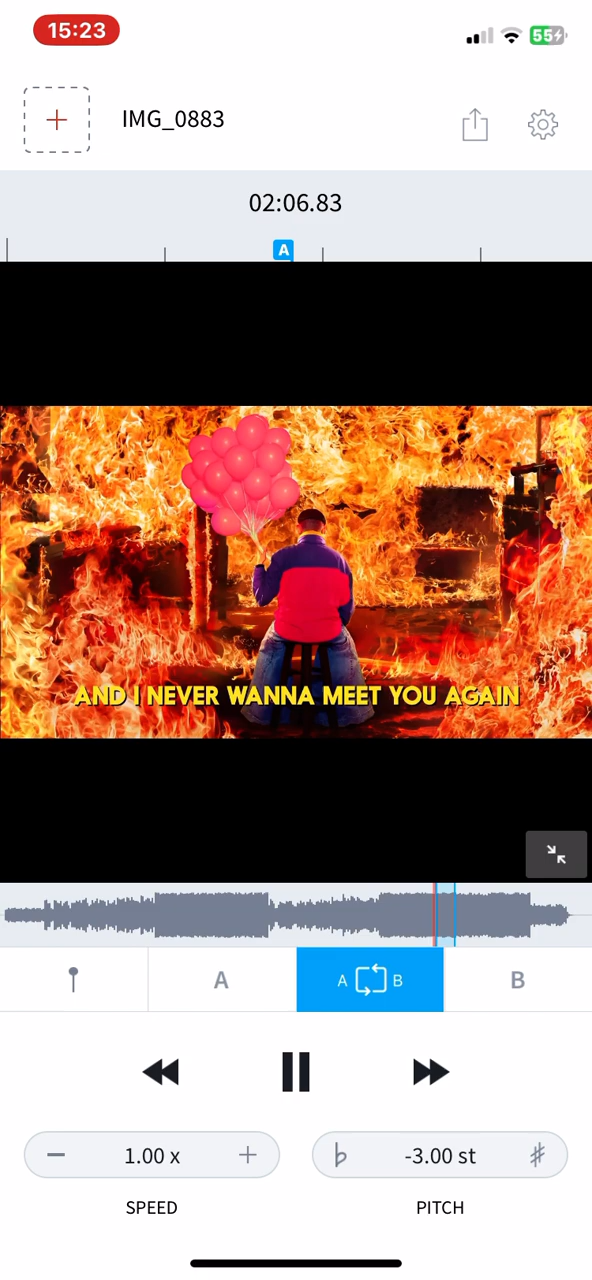 15:23
55
IMG_0883
02:06.83
A
AND I NEVER WANNA MEET YOU AGAIN
A
A B
B
1.00 x
♭ -3.00 st ♯
SPEED
PITCH